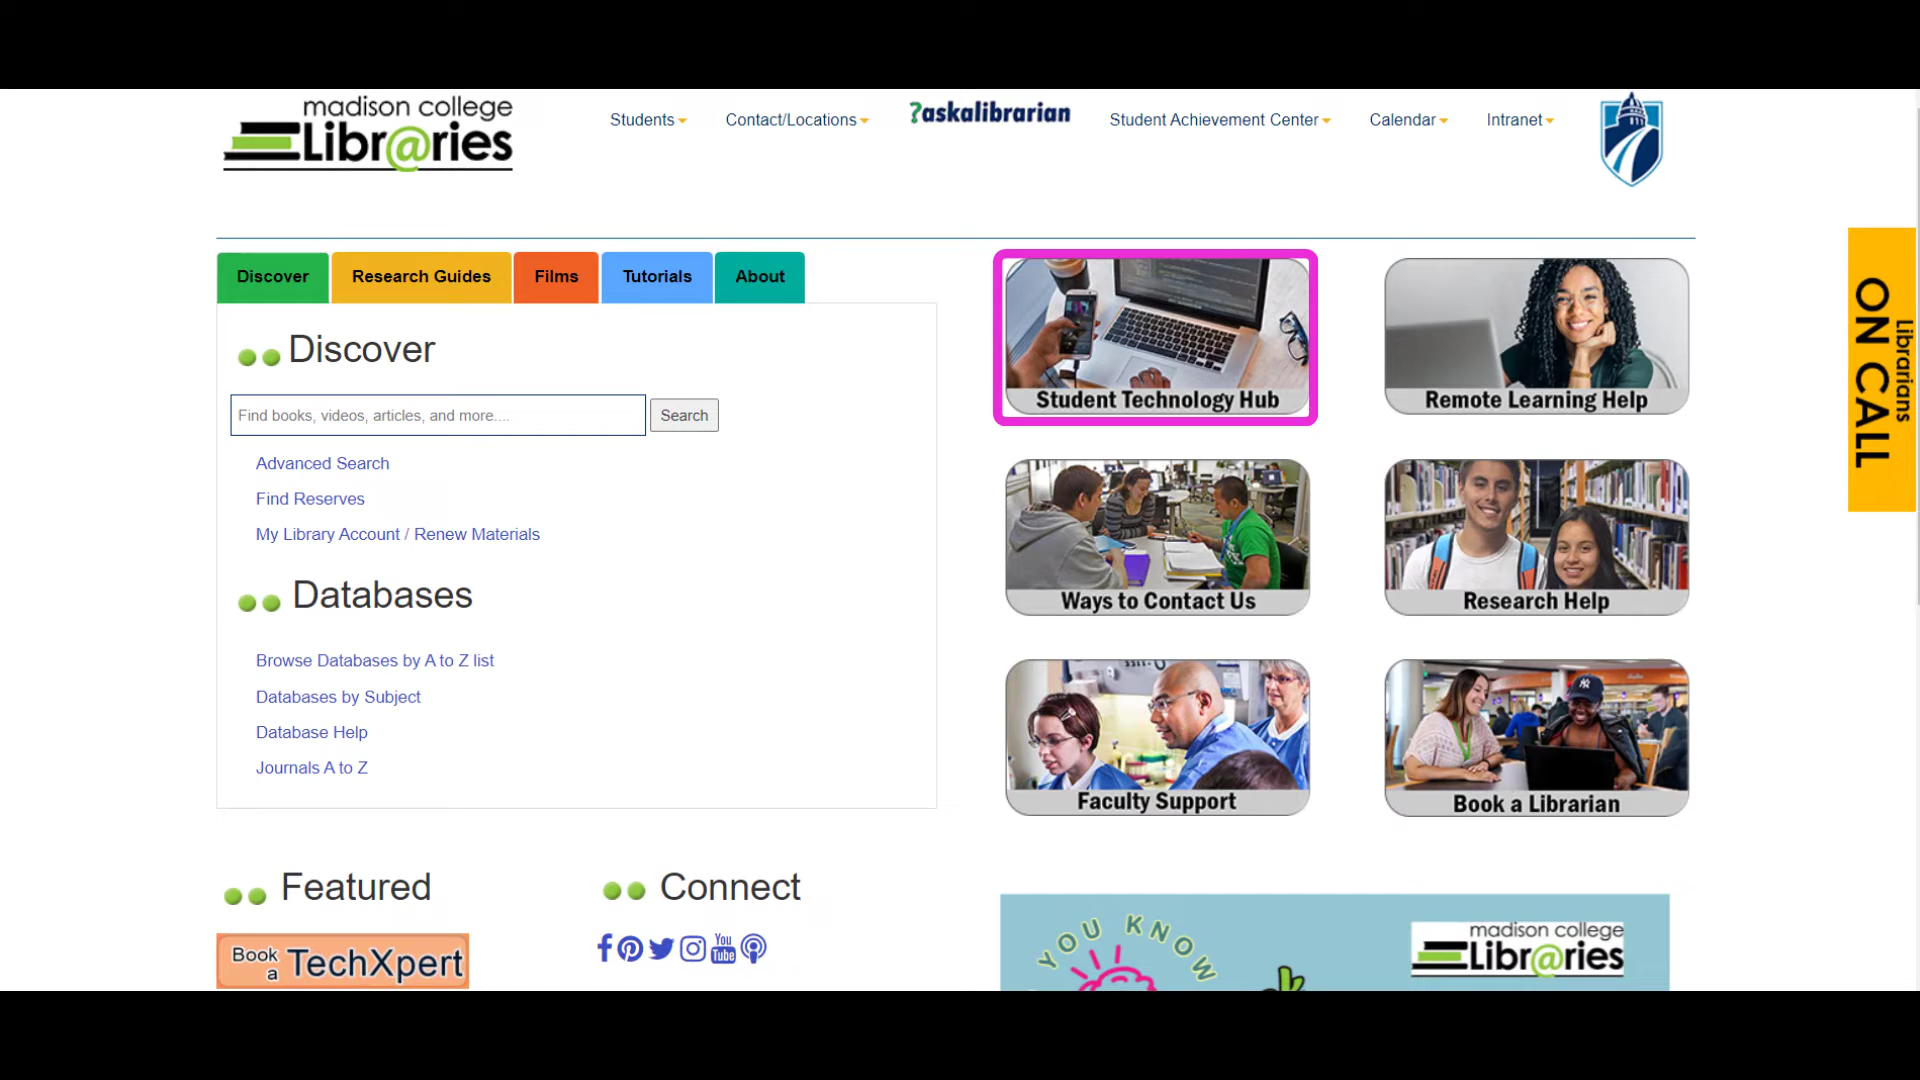 madison college
Libr@ries
Students
Contact/Locations
?askalibrarian
Student Achievement Center
Calendar
Intranet
Discover
Research Guides
Films
Tutorials
About
Discover
Find books, videos, articles, and more....
Search
Advanced Search
Find Reserves
My Library Account / Renew Materials
Databases
Browse Databases by A to Z list
Databases by Subject
Database Help
Journals A to Z
Student Technology Hub
Remote Learning Help
Ways to Contact Us
Research Help
Faculty Support
Book a Librarian
Librarians
ON CALL
Featured
Book a TechXpert
Connect
You
Tube
YOU KNOW
madison college
Libr@ries